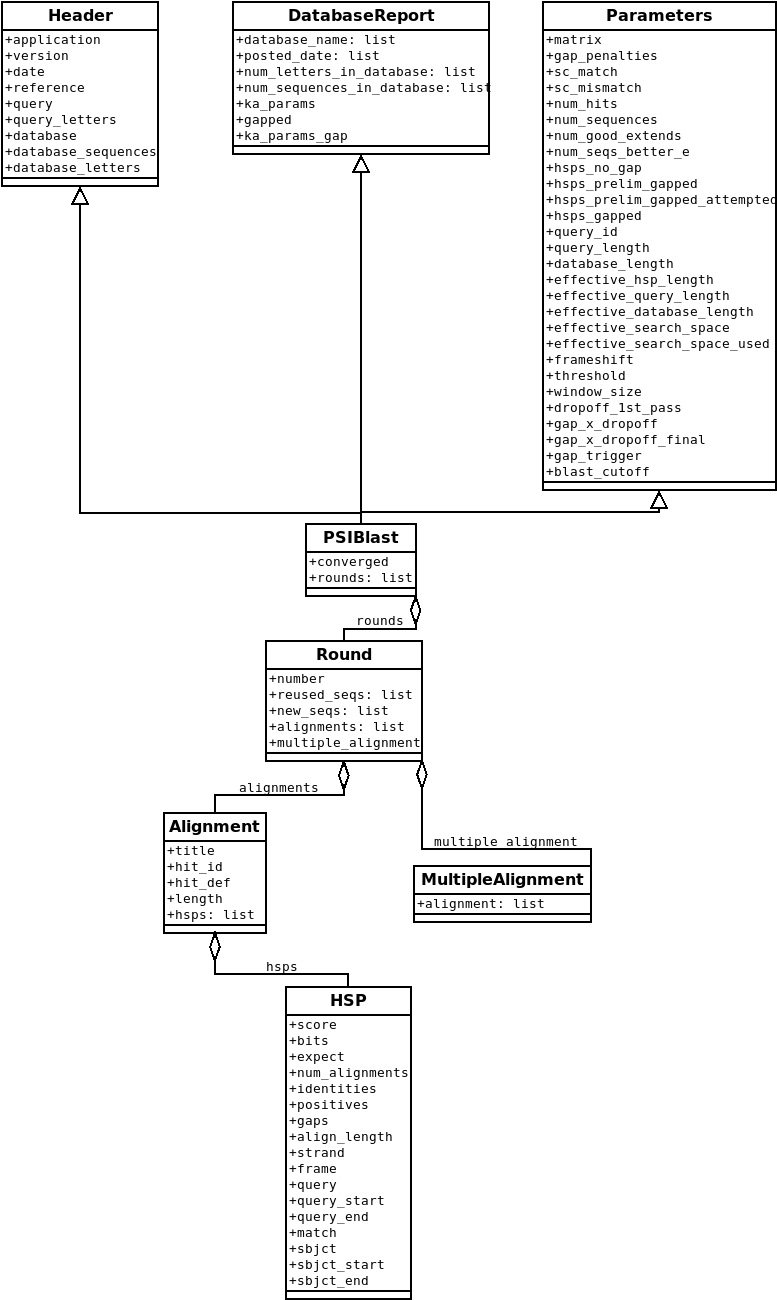 Header
+application
+version
+date
+reference
+query
+query_letters
+database
+database_sequences
+database_letters
DatabaseReport
+database_name: list
+posted_date: list
+num_letters_in_database: list
+num_sequences_in_database: list
+ka_params
+gapped
+ka_params_gap
Parameters
+matrix
+gap_penalties
+sc_match
+sc_mismatch
+num_hits
+num_sequences
+num_good_extends
+num_seqs_better_e
+hsps_no_gap
+hsps_prelim_gapped
+hsps_prelim_gapped_attempted
+hsps_gapped
+query_id
+query_length
+database_length
+effective_hsp_length
+effective_query_length
+effective_database_length
+effective_search_space
+effective_search_space_used
+frameshift
+threshold
+window_size
+dropoff_1st_pass
+gap_x_dropoff
+gap_x_dropoff_final
+gap_trigger
+blast_cutoff
PSIBlast
+converged
+rounds: list
rounds
Round
+number
+reused_seqs: list
+new_seqs: list
+alignments: list
+multiple_alignment
alignments
Alignment
+title
+hit_id
+hit_def
+length
+hsps: list
multiple alignment
MultipleAlignment
+alignment: list
hsps
HSP
+score
+bits
+expect
+num_alignments
+identities
+positives
+gaps
+align_length
+strand
+frame
+query
+query_start
+query_end
+match
+sbjct
+sbjct_start
+sbjct_end